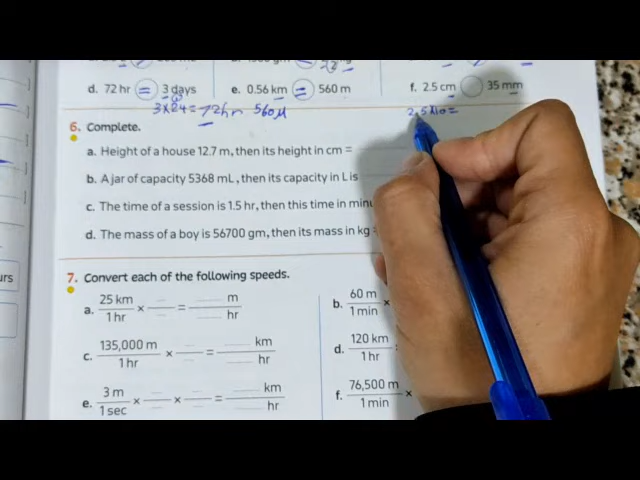 d. 72 hr = 3 days e. 0.56 km = 560 m f. 2.5 cm 35 mm
3×24=72hr 560M 2.5×10=
6. Complete.
a. Height of a house 12.7 m, then its height in cm =
b. A jar of capacity 5368 mL, then its capacity in L is
c. The time of a session is 1.5 hr, then this time in minu
d. The mass of a boy is 56700 gm, then its mass in kg
urs
7. Convert each of the following speeds.
a. 25 km / 1 hr × — = m / hr b. 60 m / 1 min ×
c. 135,000 m / 1 hr × — = km / hr d. 120 km / 1 hr
e. 3 m / 1 sec × — × — = km / hr f. 76,500 m / 1 min ×